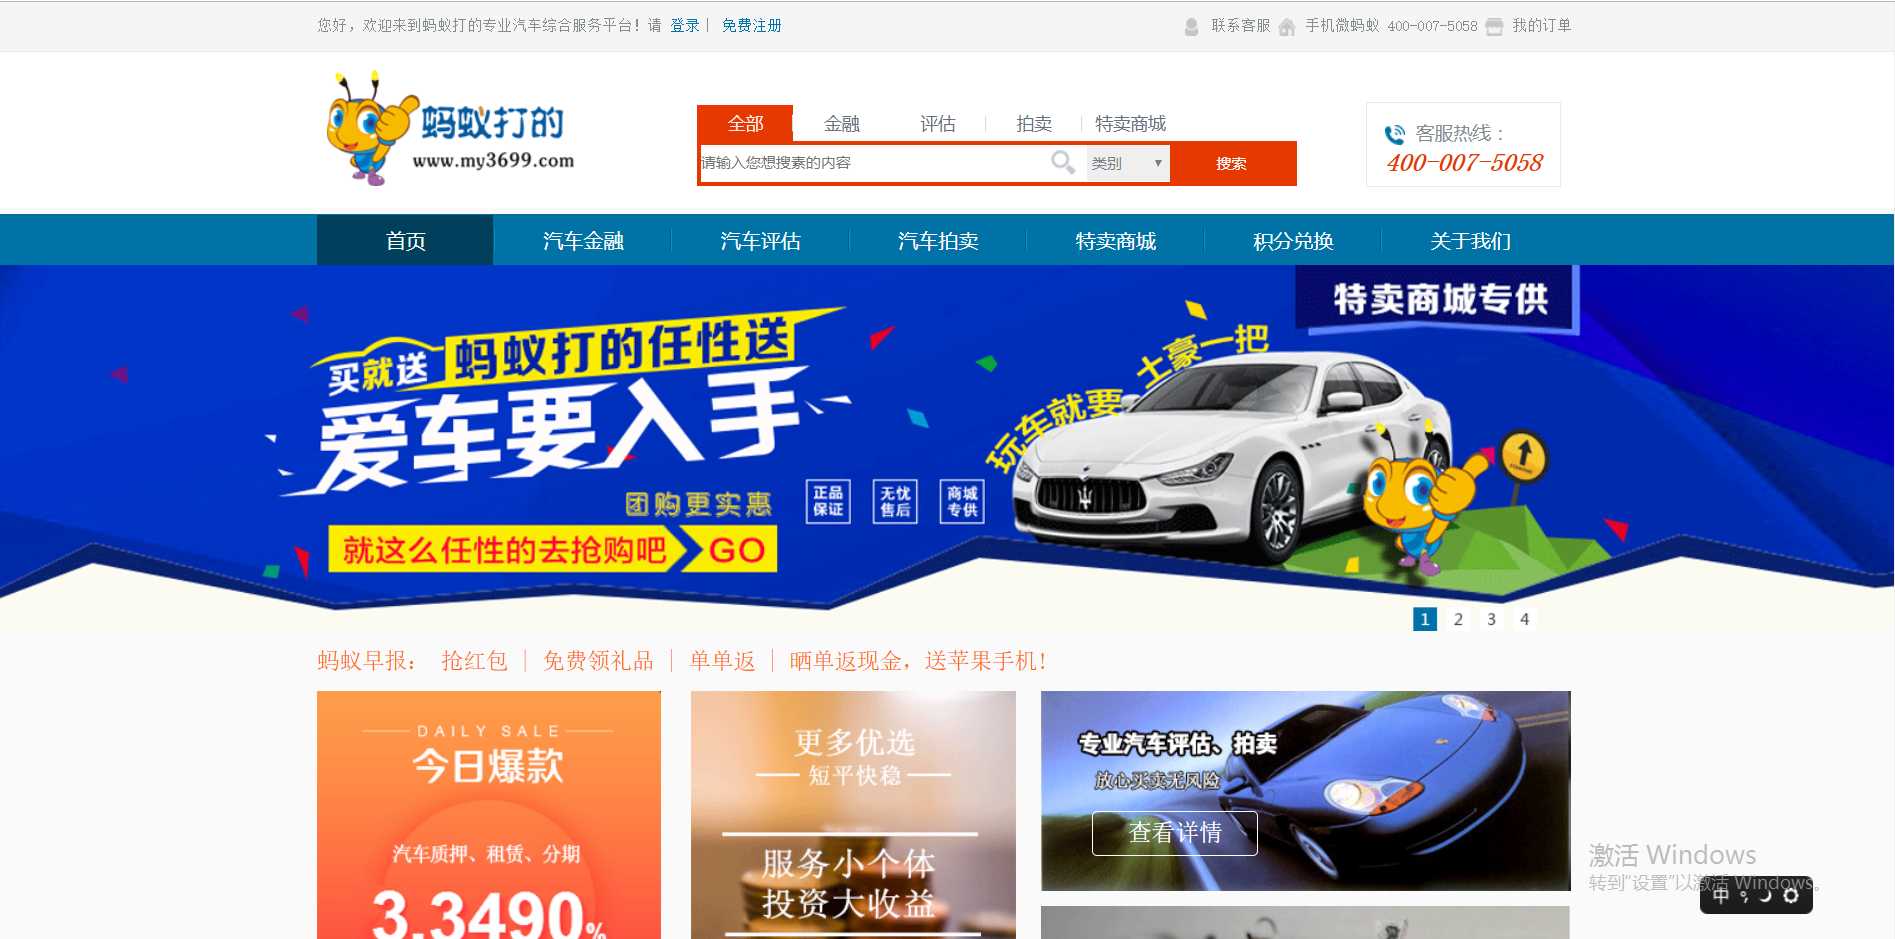 您好，欢迎来到蚂蚁打的专业汽车综合服务平台！请 登录 | 免费注册
联系客服 手机微蚂蚁 400-007-5058 我的订单
蚂蚁打的
www.my3699.com
全部 金融 评估 拍卖 特卖商城
请输入您想搜素的内容 类别 搜索
客服热线：
400-007-5058
首页 汽车金融 汽车评估 汽车拍卖 特卖商城 积分兑换 关于我们
特卖商城专供
买就送 蚂蚁打的任性送
爱车要入手
玩车就要 土豪一把
团购更实惠
正品保证 无忧售后 商城专供
就这么任性的去抢购吧 GO
1 2 3 4
蚂蚁早报： 抢红包 | 免费领礼品 | 单单返 | 晒单返现金，送苹果手机！
DAILY SALE
今日爆款
汽车质押、租赁、分期
3.3490%
更多优选
短平快稳
服务小个体
投资大收益
专业汽车评估、拍卖
放心买卖无风险
查看详情
激活 Windows
转到“设置”以激活 Windows。
中